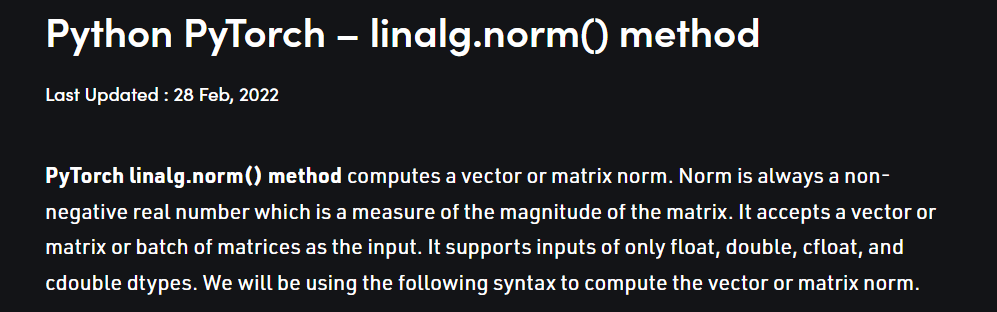 Python PyTorch – linalg.norm() method
Last Updated : 28 Feb, 2022
PyTorch linalg.norm() method computes a vector or matrix norm. Norm is always a non-
negative real number which is a measure of the magnitude of the matrix. It accepts a vector or
matrix or batch of matrices as the input. It supports inputs of only float, double, cfloat, and
cdouble dtypes. We will be using the following syntax to compute the vector or matrix norm.